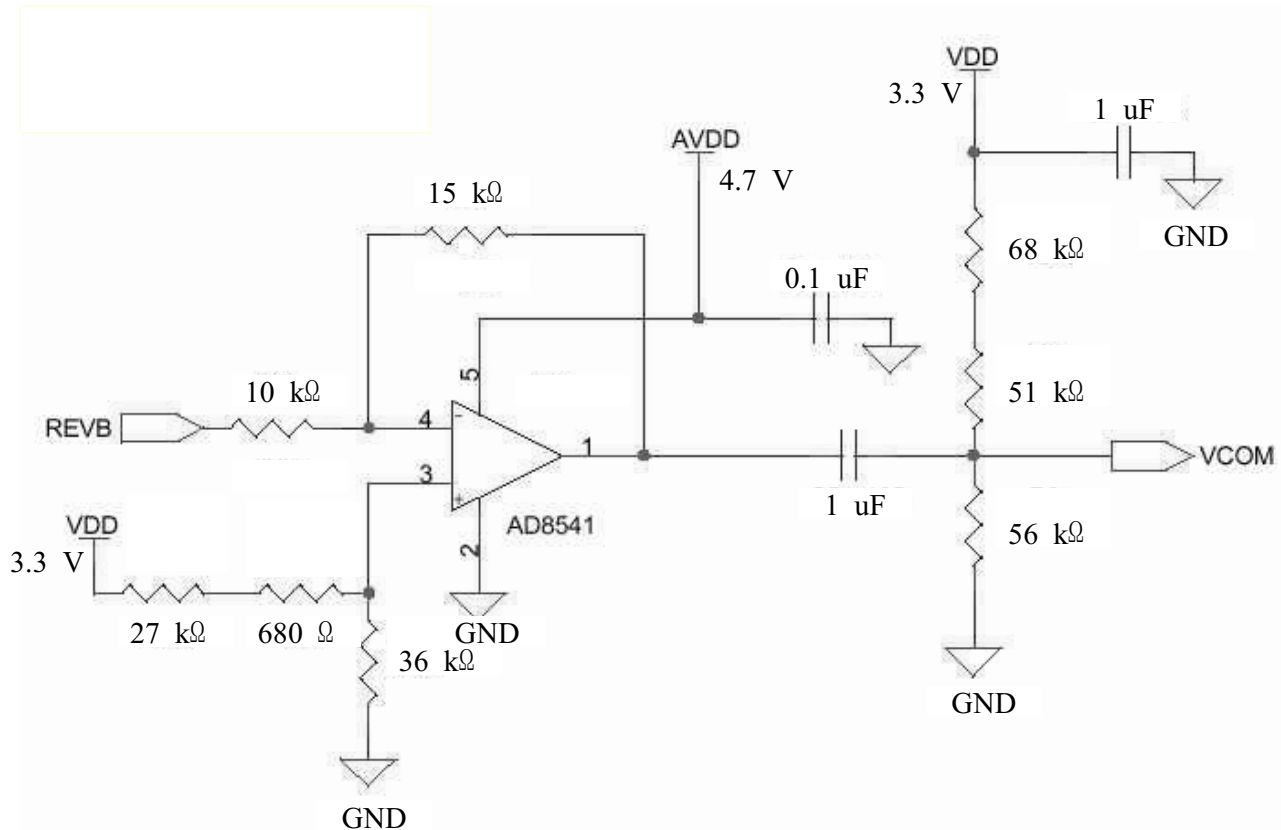 VDD
3.3 V
1 uF
AVDD
4.7 V
15 kΩ
GND
68 kΩ
0.1 uF
5
10 kΩ
51 kΩ
REVB
4
-
1
VCOM
3
+
1 uF
AD8541
VDD
56 kΩ
2
3.3 V
27 kΩ
680 Ω
GND
36 kΩ
GND
GND